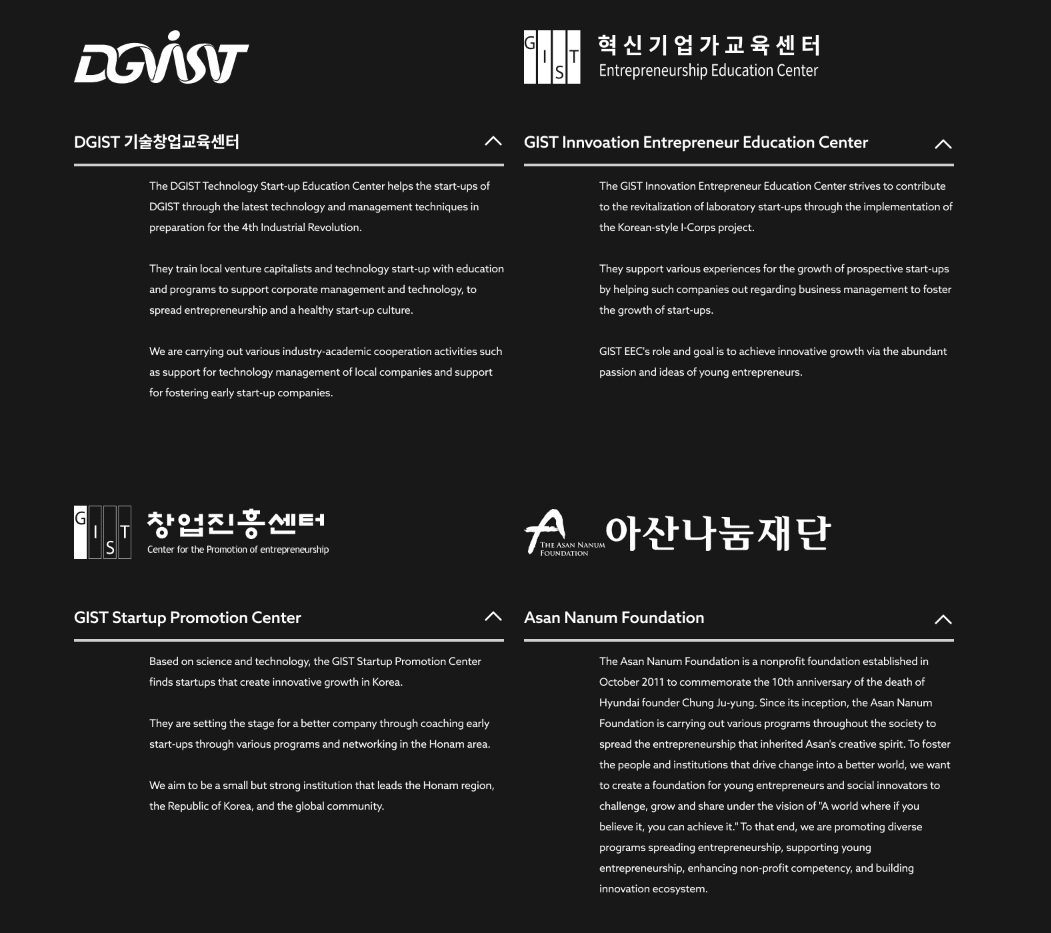 DGIST
DGIST 기술창업교육센터
The DGIST Technology Start-up Education Center helps the start-ups of
DGIST through the latest technology and management techniques in
preparation for the 4th Industrial Revolution.
They train local venture capitalists and technology start-up with education
and programs to support corporate management and technology, to
spread entrepreneurship and a healthy start-up culture.
We are carrying out various industry-academic cooperation activities such
as support for technology management of local companies and support
for fostering early start-up companies.
GIST 혁신기업가교육센터
Entrepreneurship Education Center
GIST Innvoation Entrepreneur Education Center
The GIST Innovation Entrepreneur Education Center strives to contribute
to the revitalization of laboratory start-ups through the implementation of
the Korean-style I-Corps project.
They support various experiences for the growth of prospective start-ups
by helping such companies out regarding business management to foster
the growth of start-ups.
GIST EEC's role and goal is to achieve innovative growth via the abundant
passion and ideas of young entrepreneurs.
GIST 창업진흥센터
Center for the Promotion of entrepreneurship
GIST Startup Promotion Center
Based on science and technology, the GIST Startup Promotion Center
finds startups that create innovative growth in Korea.
They are setting the stage for a better company through coaching early
start-ups through various programs and networking in the Honam area.
We aim to be a small but strong institution that leads the Honam region,
the Republic of Korea, and the global community.
THE ASAN NANUM
FOUNDATION
아산나눔재단
Asan Nanum Foundation
The Asan Nanum Foundation is a nonprofit foundation established in
October 2011 to commemorate the 10th anniversary of the death of
Hyundai founder Chung Ju-yung. Since its inception, the Asan Nanum
Foundation is carrying out various programs throughout the society to
spread the entrepreneurship that inherited Asan's creative spirit. To foster
the people and institutions that drive change into a better world, we want
to create a foundation for young entrepreneurs and social innovators to
challenge, grow and share under the vision of "A world where if you
believe it, you can achieve it." To that end, we are promoting diverse
programs spreading entrepreneurship, supporting young
entrepreneurship, enhancing non-profit competency, and building
innovation ecosystem.